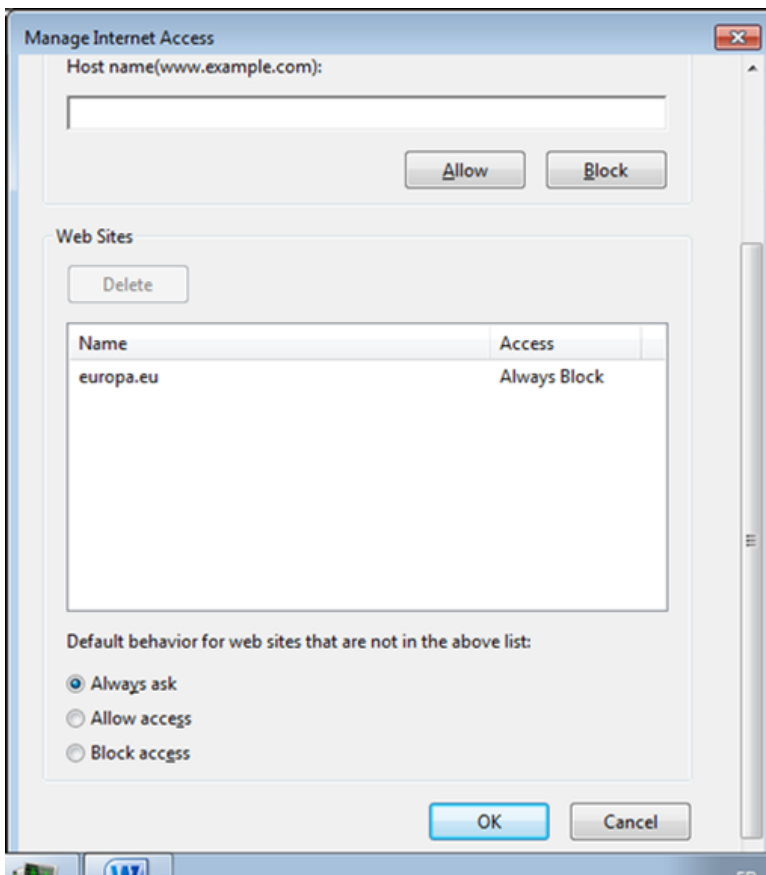 Manage Internet Access
Host name(www.example.com):
Allow Block
Web Sites
Delete
Name Access
europa.eu Always Block
Default behavior for web sites that are not in the above list:
Always ask
Allow access
Block access
OK Cancel